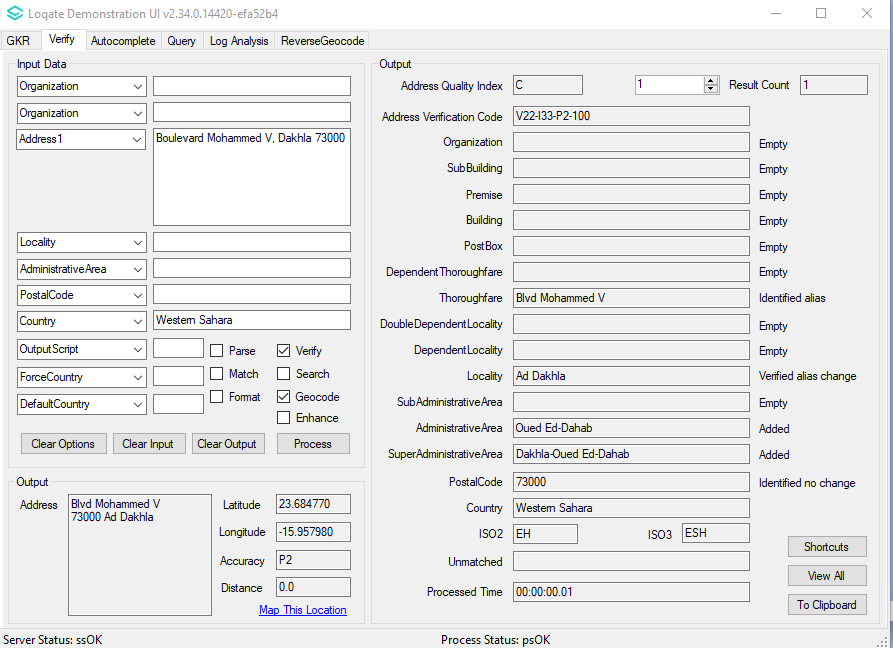 Loqate Demonstration UI v2.34.0.14420-efa52b4
GKR Verify Autocomplete Query Log Analysis ReverseGeocode
Input Data
Organization
Organization
Address1 Boulevard Mohammed V, Dakhla 73000
Locality
AdministrativeArea
PostalCode
Country Western Sahara
OutputScript Parse Verify
ForceCountry Match Search
DefaultCountry Format Geocode
Enhance
Clear Options Clear Input Clear Output Process
Output
Address Blvd Mohammed V
73000 Ad Dakhla
Latitude 23.684770
Longitude -15.957980
Accuracy P2
Distance 0.0
Map This Location
Output
Address Quality Index C 1 Result Count 1
Address Verification Code V22-I33-P2-100
Organization Empty
SubBuilding Empty
Premise Empty
Building Empty
PostBox Empty
DependentThoroughfare Empty
Thoroughfare Blvd Mohammed V Identified alias
DoubleDependentLocality Empty
DependentLocality Empty
Locality Ad Dakhla Verified alias change
SubAdministrativeArea Empty
AdministrativeArea Oued Ed-Dahab Added
SuperAdministrativeArea Dakhla-Oued Ed-Dahab Added
PostalCode 73000 Identified no change
Country Western Sahara
ISO2 EH ISO3 ESH
Unmatched
Processed Time 00:00:00.01
Shortcuts
View All
To Clipboard
Server Status: ssOK Process Status: psOK